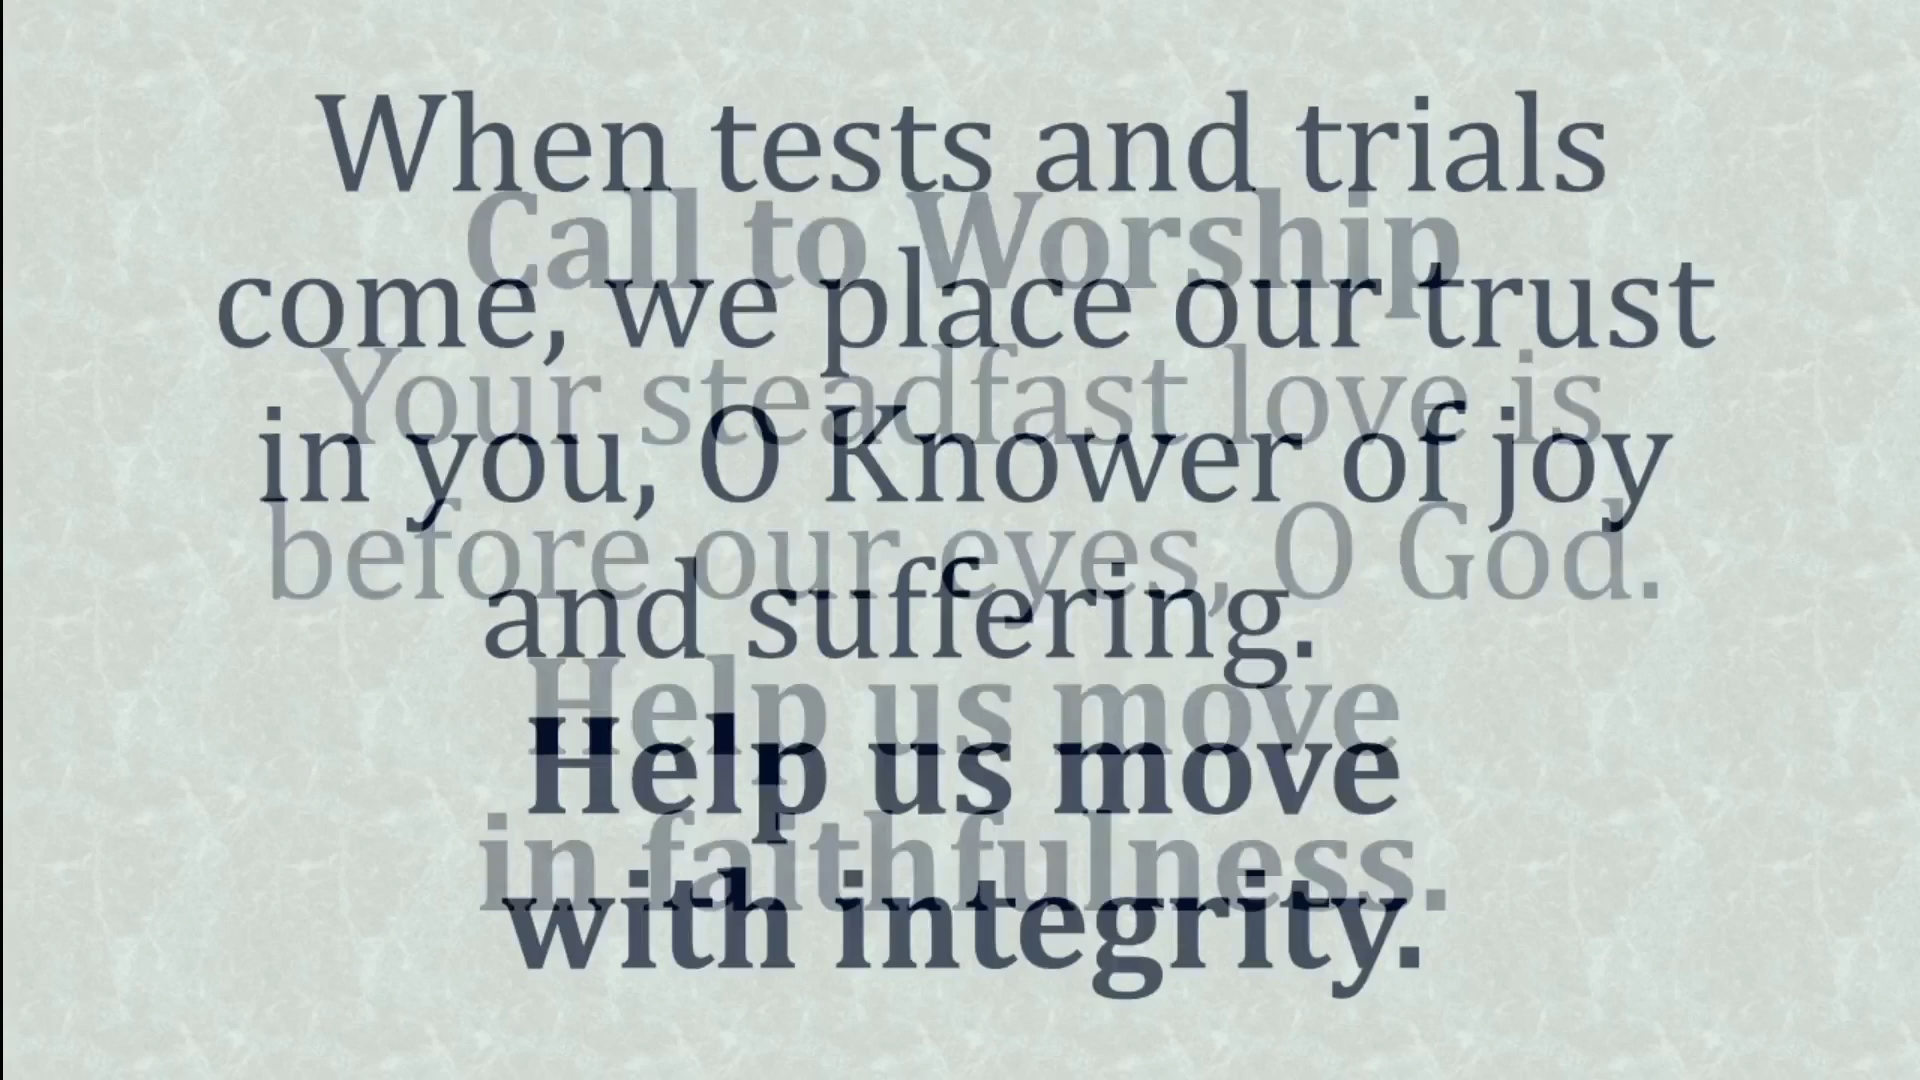 When tests and trials
Call to Worship
come, we place our trust
Your steadfast love is
in you, O Knower of joy
before our eyes, O God.
and suffering.
Help us move
Help us move
in faithfulness.
with integrity.